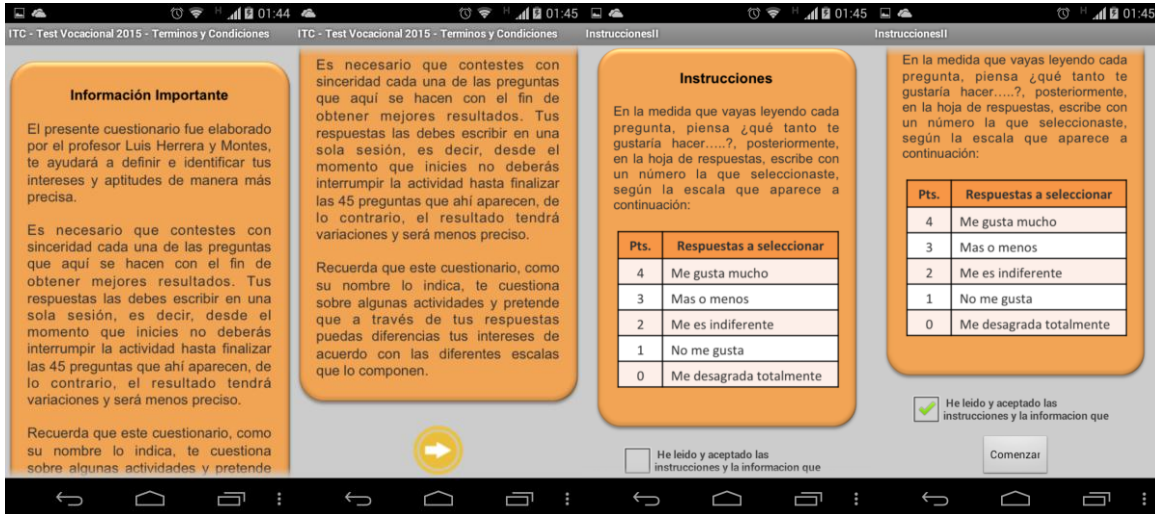 01:44
ITC - Test Vocacional 2015 - Terminos y Condiciones
Información Importante
El presente cuestionario fue elaborado
por el profesor Luis Herrera y Montes,
te ayudará a definir e identificar tus
intereses y aptitudes de manera más
precisa.
Es necesario que contestes con
sinceridad cada una de las preguntas
que aquí se hacen con el fin de
obtener mejores resultados. Tus
respuestas las debes escribir en una
sola sesión, es decir, desde el
momento que inicies no deberás
interrumpir la actividad hasta finalizar
las 45 preguntas que ahí aparecen, de
lo contrario, el resultado tendrá
variaciones y será menos preciso.
Recuerda que este cuestionario, como
su nombre lo indica, te cuestiona
sobre algunas actividades y pretende
H 01:45
ITC - Test Vocacional 2015 - Terminos y Condiciones
Es necesario que contestes con
sinceridad cada una de las preguntas
que aquí se hacen con el fin de
obtener mejores resultados. Tus
respuestas las debes escribir en una
sola sesión, es decir, desde el
momento que inicies no deberás
interrumpir la actividad hasta finalizar
las 45 preguntas que ahí aparecen, de
lo contrario, el resultado tendrá
variaciones y será menos preciso.
Recuerda que este cuestionario, como
su nombre lo indica, te cuestiona
sobre algunas actividades y pretende
que a través de tus respuestas
puedas diferencias tus intereses de
acuerdo con las diferentes escalas
que lo componen.
H 01:45
InstruccionesII
Instrucciones
En la medida que vayas leyendo cada
pregunta, piensa ¿qué tanto te
gustaría hacer.....?, posteriormente,
en la hoja de respuestas, escribe con
un número la que seleccionaste,
según la escala que aparece a
continuación:
Pts. Respuestas a seleccionar
4 Me gusta mucho
3 Mas o menos
2 Me es indiferente
1 No me gusta
0 Me desagrada totalmente
He leido y aceptado las
instrucciones y la informacion que
H 01:45
InstruccionesII
En la medida que vayas leyendo cada
pregunta, piensa ¿qué tanto te
gustaría hacer.....?, posteriormente,
en la hoja de respuestas, escribe con
un número la que seleccionaste,
según la escala que aparece a
continuación:
Pts. Respuestas a seleccionar
4 Me gusta mucho
3 Mas o menos
2 Me es indiferente
1 No me gusta
0 Me desagrada totalmente
He leido y aceptado las
instrucciones y la informacion que
Comenzar